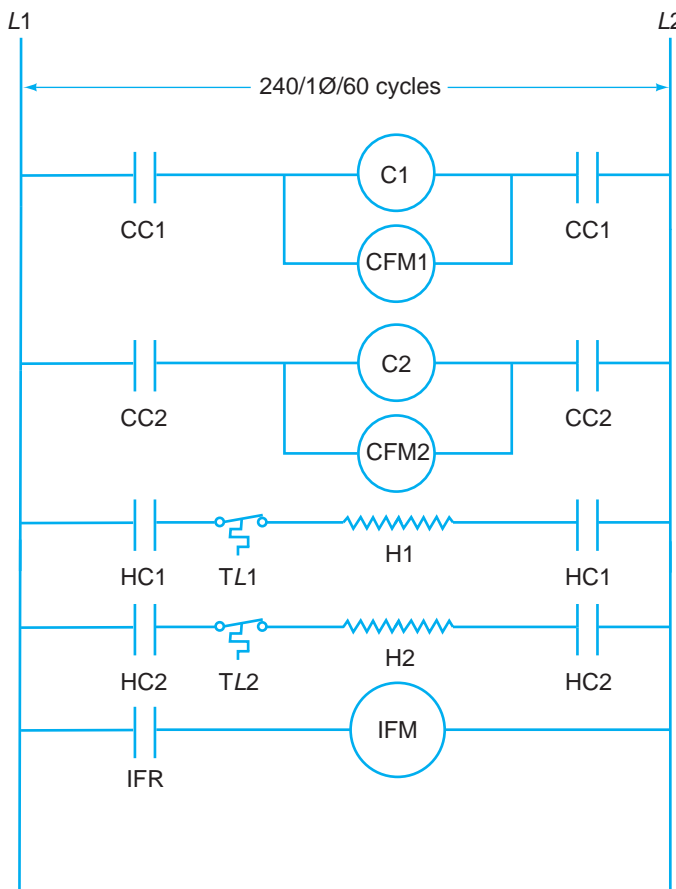 L1 L2
240/1Ø/60 cycles
C1
CC1 CC1
CFM1
C2
CC2 CC2
CFM2
H1
HC1 TL1 HC1
H2
HC2 TL2 HC2
IFM
IFR